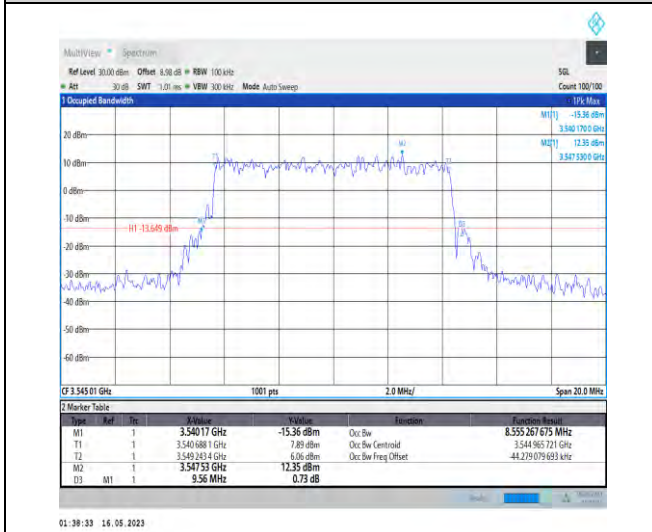 MultiView Spectrum
Ref Level 30.00 dBm Offset 8.98 dB RBW 100 kHz SGL
Att 30 dB SWT 1.01 ms VBW 300 kHz Mode Auto Sweep Count 100/100
1 Occupied Bandwidth 1Pk Max
M1[1] -15.36 dBm
3.540 170 0 GHz
M2[1] 12.35 dBm
3.547 530 0 GHz
20 dBm
10 dBm
0 dBm
-10 dBm
H1 -13.649 dBm
-20 dBm
-30 dBm
-40 dBm
-50 dBm
-60 dBm
CF 3.545 01 GHz 1001 pts 2.0 MHz/ Span 20.0 MHz
2 Marker Table
Type Ref Trc X-Value Y-Value Function Function Result
M1 1 3.540 17 GHz -15.36 dBm Occ Bw 8.555 267 675 MHz
T1 1 3.540 688 1 GHz 7.89 dBm Occ Bw Centroid 3.544 965 721 GHz
T2 1 3.549 243 4 GHz 6.06 dBm Occ Bw Freq Offset -44.279 079 693 kHz
M2 1 3.547 53 GHz 12.35 dBm
D3 M1 1 9.56 MHz 0.73 dB
01:38:33 16.05.2023